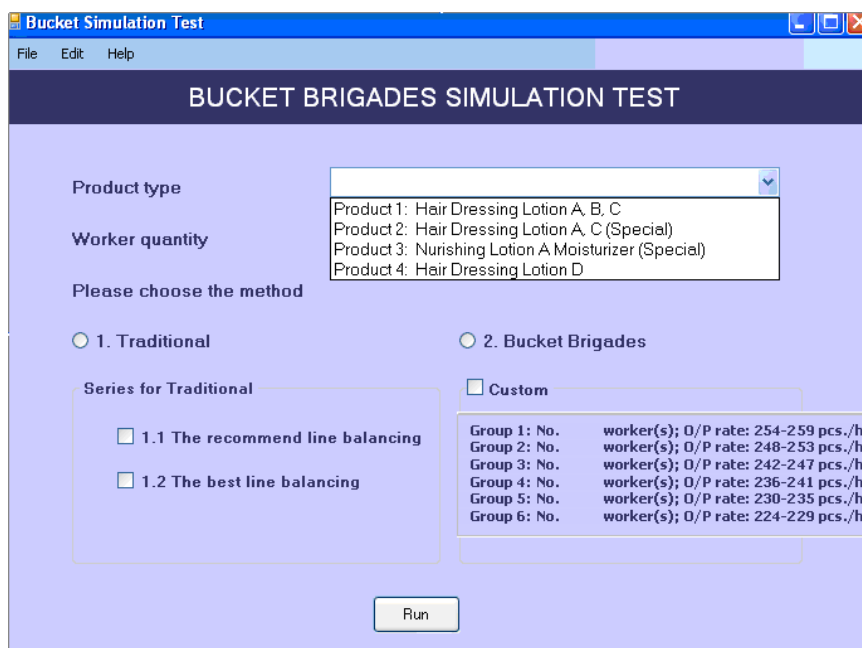 Bucket Simulation Test
File Edit Help
BUCKET BRIGADES SIMULATION TEST
Product type
Product 1: Hair Dressing Lotion A, B, C
Product 2: Hair Dressing Lotion A, C (Special)
Worker quantity
Product 3: Nurishing Lotion A Moisturizer (Special)
Product 4: Hair Dressing Lotion D
Please choose the method
1. Traditional
2. Bucket Brigades
Series for Traditional
1.1 The recommend line balancing
1.2 The best line balancing
Custom
Group 1: No. worker(s); O/P rate: 254-259 pcs./h
Group 2: No. worker(s); O/P rate: 248-253 pcs./h
Group 3: No. worker(s); O/P rate: 242-247 pcs./h
Group 4: No. worker(s); O/P rate: 236-241 pcs./h
Group 5: No. worker(s); O/P rate: 230-235 pcs./h
Group 6: No. worker(s); O/P rate: 224-229 pcs./h
Run